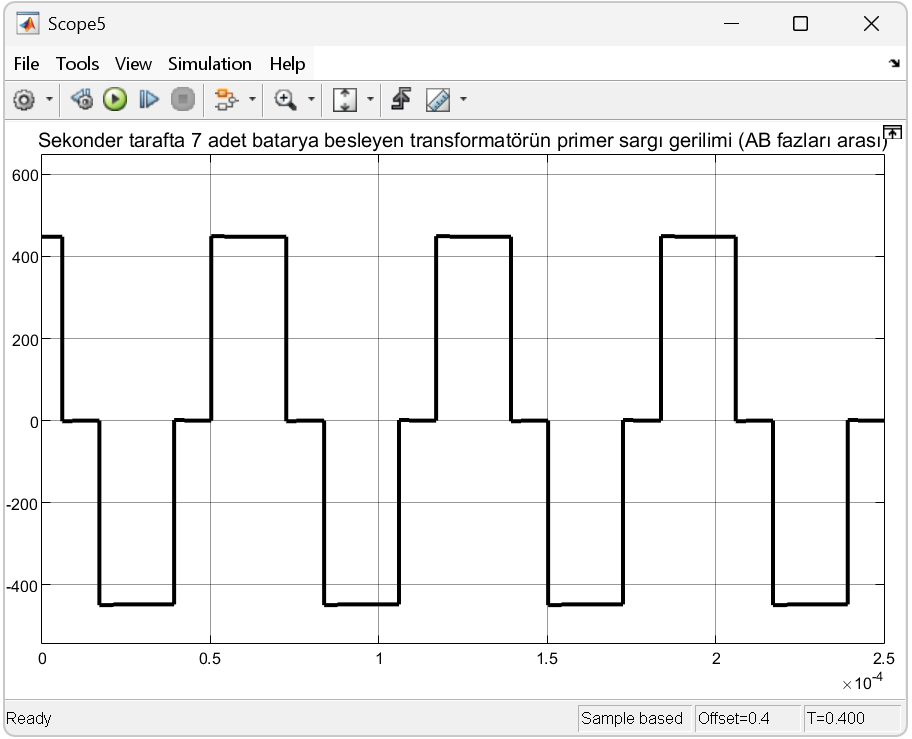 Scope5
File Tools View Simulation Help
Sekonder tarafta 7 adet batarya besleyen transformatörün primer sargı gerilimi (AB fazları arası)
600
400
200
0
-200
-400
0 0.5 1 1.5 2 2.5
×10-4
Ready Sample based Offset=0.4 T=0.400